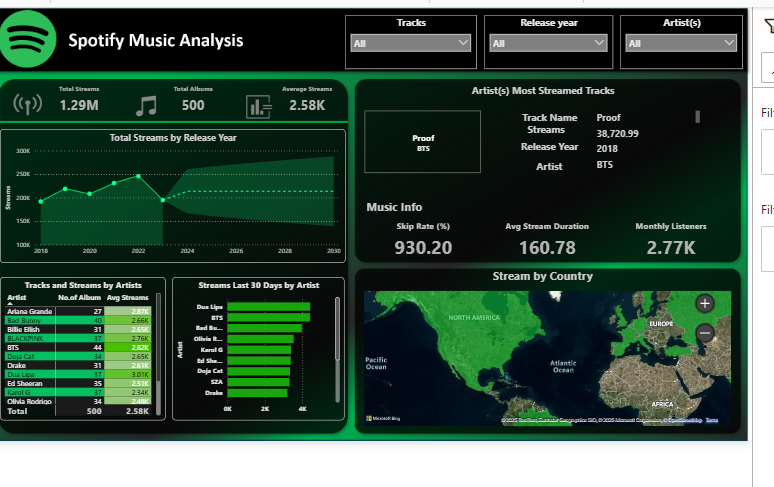 Spotify Music Analysis
Tracks
All
Release year
All
Artist(s)
All
Total Streams
1.29M
Total Albums
500
Average Streams
2.58K
Total Streams by Release Year
300K
250K
200K
150K
100K
Streams
2018
2020
2022
2024
2026
2028
2030
Artist(s) Most Streamed Tracks
Proof
BTS
Track Name
Proof
Streams
38,720.99
Release Year
2018
Artist
BTS
Music Info
Skip Rate (%)
Avg Stream Duration
Monthly Listeners
930.20
160.78
2.77K
Tracks and Streams by Artists
Artist No.of Album Avg Streams
Ariana Grande 27 2.87K
Bad Bunny 40 2.66K
Billie Eilish 31 2.55K
BLACKPINK 37 2.76K
BTS 44 2.82K
Doja Cat 34 2.65K
Drake 31 2.51K
Dua Lipa 37 3.01K
Ed Sheeran 35 2.51K
Karol G 37 2.34K
Olivia Rodrigo 34 2.48K
Total 500 2.58K
Streams Last 30 Days by Artist
Artist
Dua Lipa
BTS
Bad Bu...
Olivia R...
Karol G
Ed She...
Doja Cat
SZA
Drake
0K
2K
4K
Stream by Country
NORTH AMERICA
EUROPE
Pacific
Ocean
Atlantic
Ocean
AFRICA
Microsoft Bing
© 2025 TomTom, Earthstar Geographics SIO, © 2025 Microsoft Corporation, © OpenStreetMap Terms
Fil
Fil